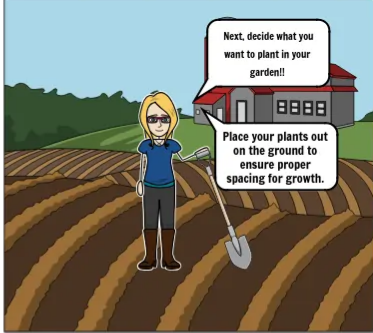 Next, decide what you
want to plant in your
garden!!
Place your plants out
on the ground to
ensure proper
spacing for growth.